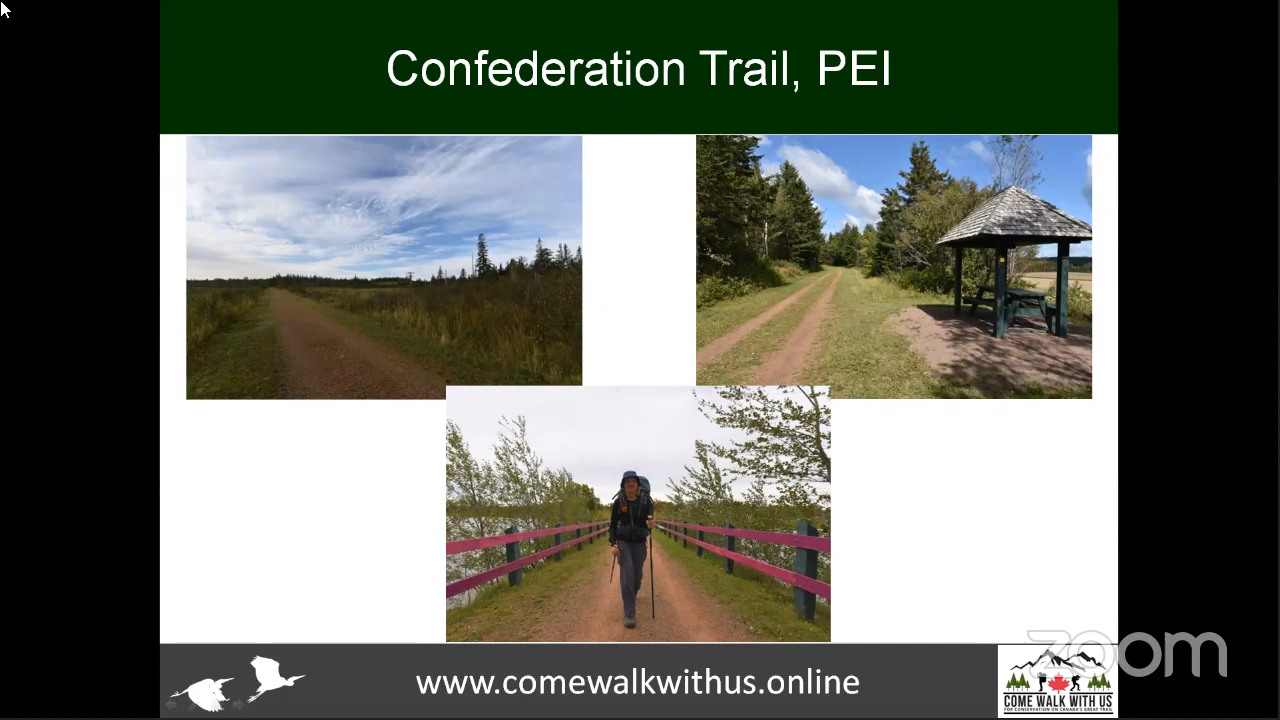 Confederation Trail, PEI
www.comewalkwithus.online
zoom
COME WALK WITH US
FOR CONSERVATION ON CANADA'S GREAT TRAIL